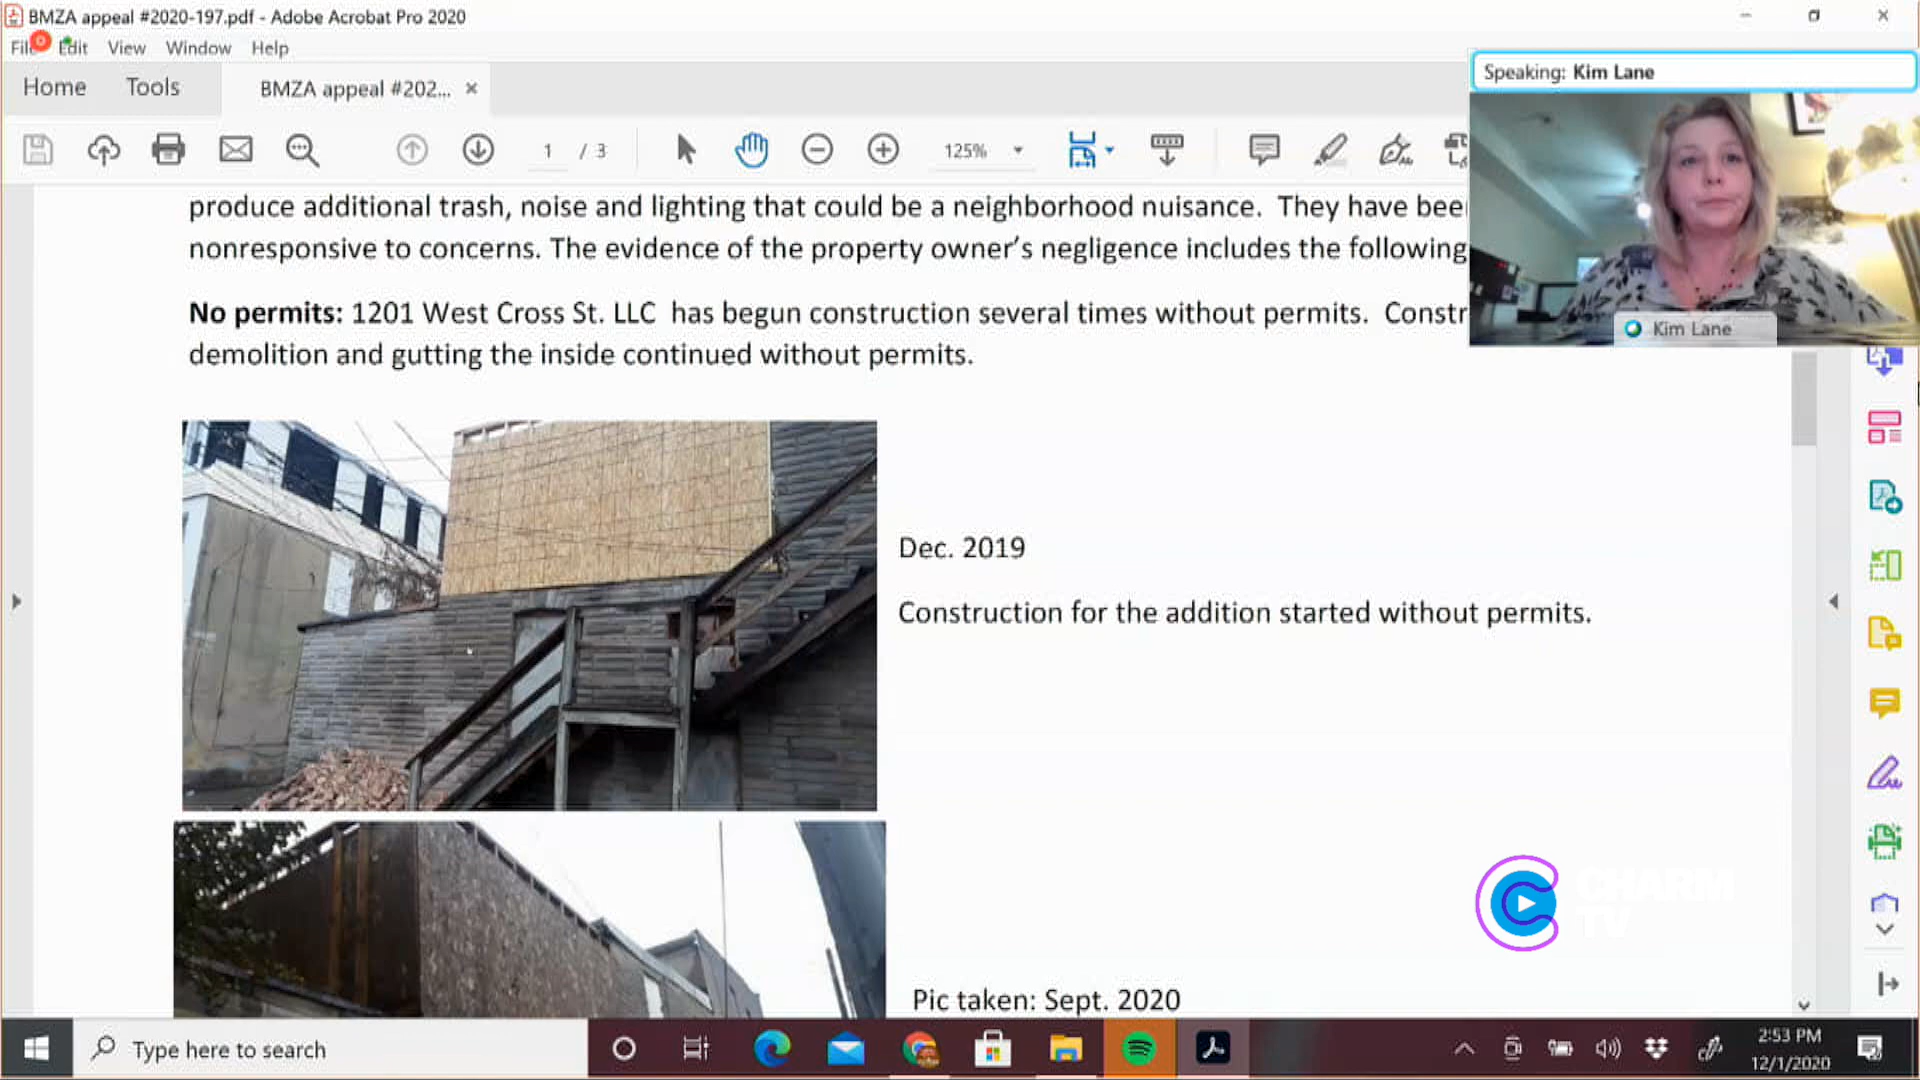 BMZA appeal #2020-197.pdf - Adobe Acrobat Pro 2020
File Edit View Window Help
Home Tools BMZA appeal #202...
Speaking: Kim Lane
1 / 3 125%
produce additional trash, noise and lighting that could be a neighborhood nuisance. They have bee
nonresponsive to concerns. The evidence of the property owner's negligence includes the following
No permits: 1201 West Cross St. LLC has begun construction several times without permits. Constr
demolition and gutting the inside continued without permits.
Kim Lane
Dec. 2019
Construction for the addition started without permits.
CHARM
TV
Pic taken: Sept. 2020
Type here to search
2:53 PM
12/1/2020